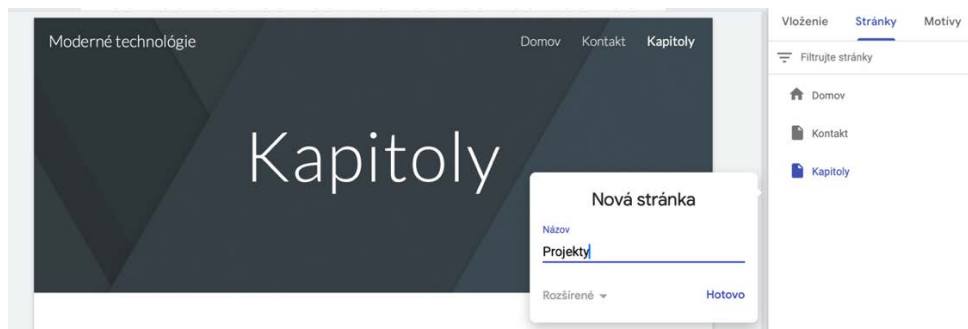 Moderné technológie
Domov Kontakt Kapitoly
Kapitoly
Nová stránka
Názov
Projekty
Rozšírené
Hotovo
Vloženie Stránky Motívy
Filtrujte stránky
Domov
Kontakt
Kapitoly